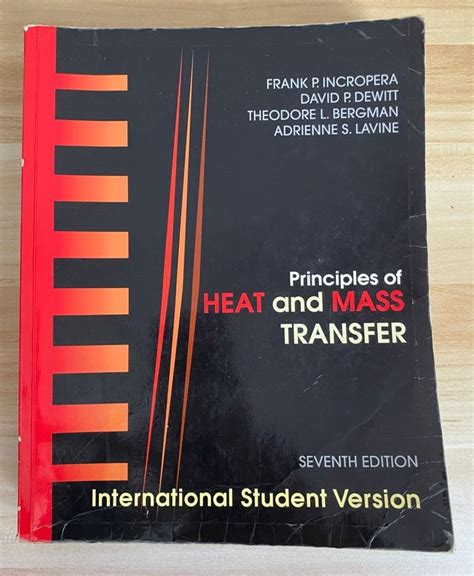 FRANK P. INCROPERA
DAVID P. DEWITT
THEODORE L. BERGMAN
ADRIENNE S. LAVINE
Principles of
HEAT and MASS
TRANSFER
SEVENTH EDITION
International Student Version